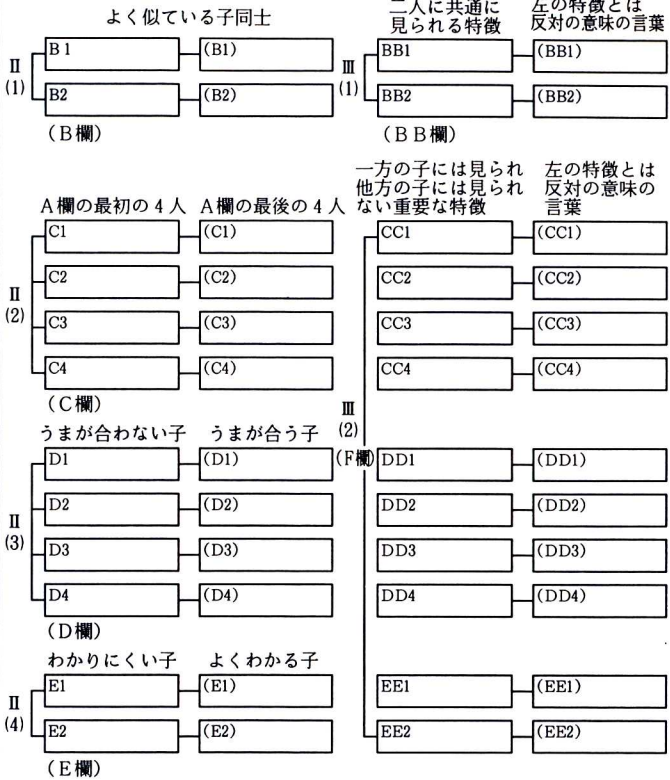 よく似ている子同士
二人に共通に
見られる特徴
左の特徴とは
反対の意味の言葉
Ⅱ
(1)
B1 (B1)
B2 (B2)
(B欄)
Ⅲ
(1)
BB1 (BB1)
BB2 (BB2)
(BB欄)
A欄の最初の4人 A欄の最後の4人
一方の子には見られ
他方の子には見られ
ない重要な特徴
左の特徴とは
反対の意味の
言葉
Ⅱ
(2)
C1 (C1)
C2 (C2)
C3 (C3)
C4 (C4)
(C欄)
CC1 (CC1)
CC2 (CC2)
CC3 (CC3)
CC4 (CC4)
Ⅲ
(2)
(F欄)
うまが合わない子 うまが合う子
Ⅱ
(3)
D1 (D1)
D2 (D2)
D3 (D3)
D4 (D4)
(D欄)
DD1 (DD1)
DD2 (DD2)
DD3 (DD3)
DD4 (DD4)
わかりにくい子 よくわかる子
Ⅱ
(4)
E1 (E1)
E2 (E2)
(E欄)
EE1 (EE1)
EE2 (EE2)